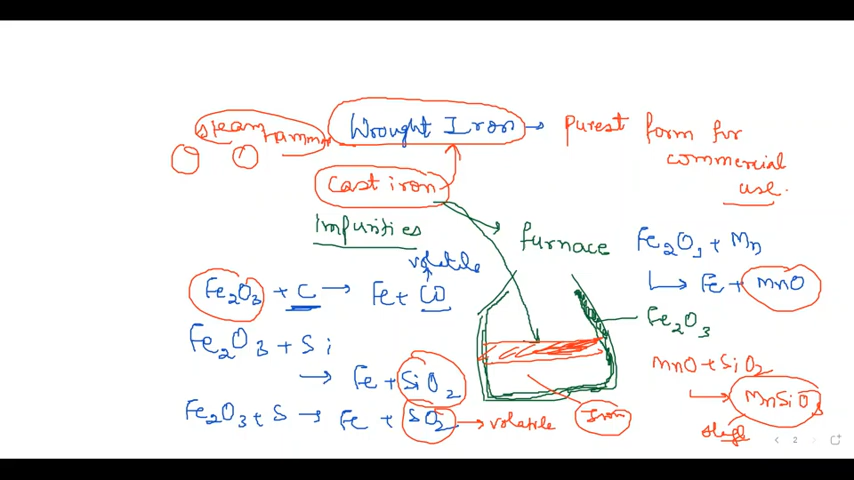 steam hammer
Wrought Iron → purest form for
commercial
use.
Cast iron
Impurities
furnace
volatile
Fe2O3 + C → Fe + CO
Fe2O3 + Si
→ Fe + SiO2
Fe2O3 + S → Fe + SO2 → volatile
Iron
Fe2O3 + Mn
→ Fe + MnO
Fe2O3
MnO + SiO2
→ MnSiO3
slag
2